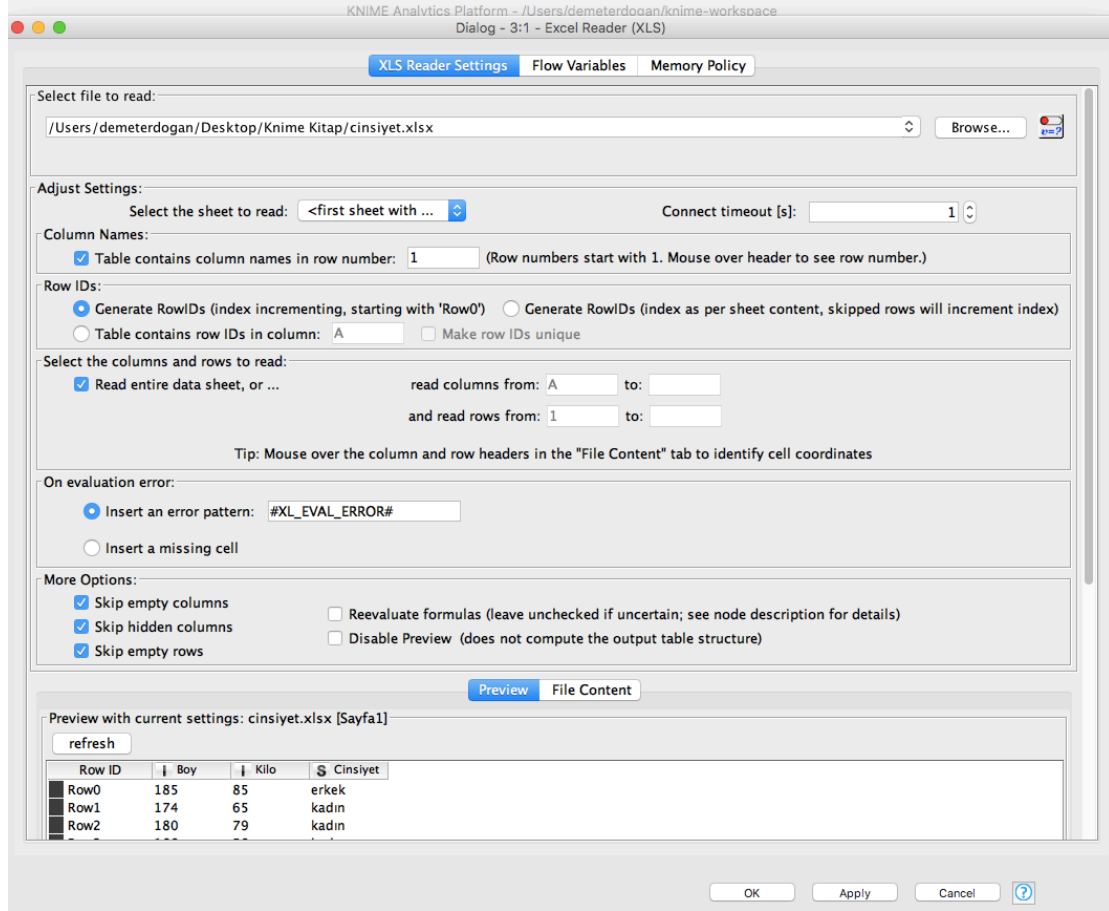 KNIME Analytics Platform - /Users/demeterdogan/knime-workspace
Dialog - 3:1 - Excel Reader (XLS)
XLS Reader Settings Flow Variables Memory Policy
Select file to read:
/Users/demeterdogan/Desktop/Knime Kitap/cinsiyet.xlsx Browse... v=?
Adjust Settings:
Select the sheet to read: <first sheet with ... Connect timeout [s]: 1
Column Names:
Table contains column names in row number: 1 (Row numbers start with 1. Mouse over header to see row number.)
Row IDs:
Generate RowIDs (index incrementing, starting with 'Row0') Generate RowIDs (index as per sheet content, skipped rows will increment index)
Table contains row IDs in column: A Make row IDs unique
Select the columns and rows to read:
Read entire data sheet, or ... read columns from: A to:
and read rows from: 1 to:
Tip: Mouse over the column and row headers in the "File Content" tab to identify cell coordinates
On evaluation error:
Insert an error pattern: #XL_EVAL_ERROR#
Insert a missing cell
More Options:
Skip empty columns
Reevaluate formulas (leave unchecked if uncertain; see node description for details)
Skip hidden columns
Disable Preview (does not compute the output table structure)
Skip empty rows
Preview File Content
Preview with current settings: cinsiyet.xlsx [Sayfa1]
refresh
Row ID I Boy I Kilo S Cinsiyet
Row0 185 85 erkek
Row1 174 65 kadın
Row2 180 79 kadın
OK Apply Cancel ?